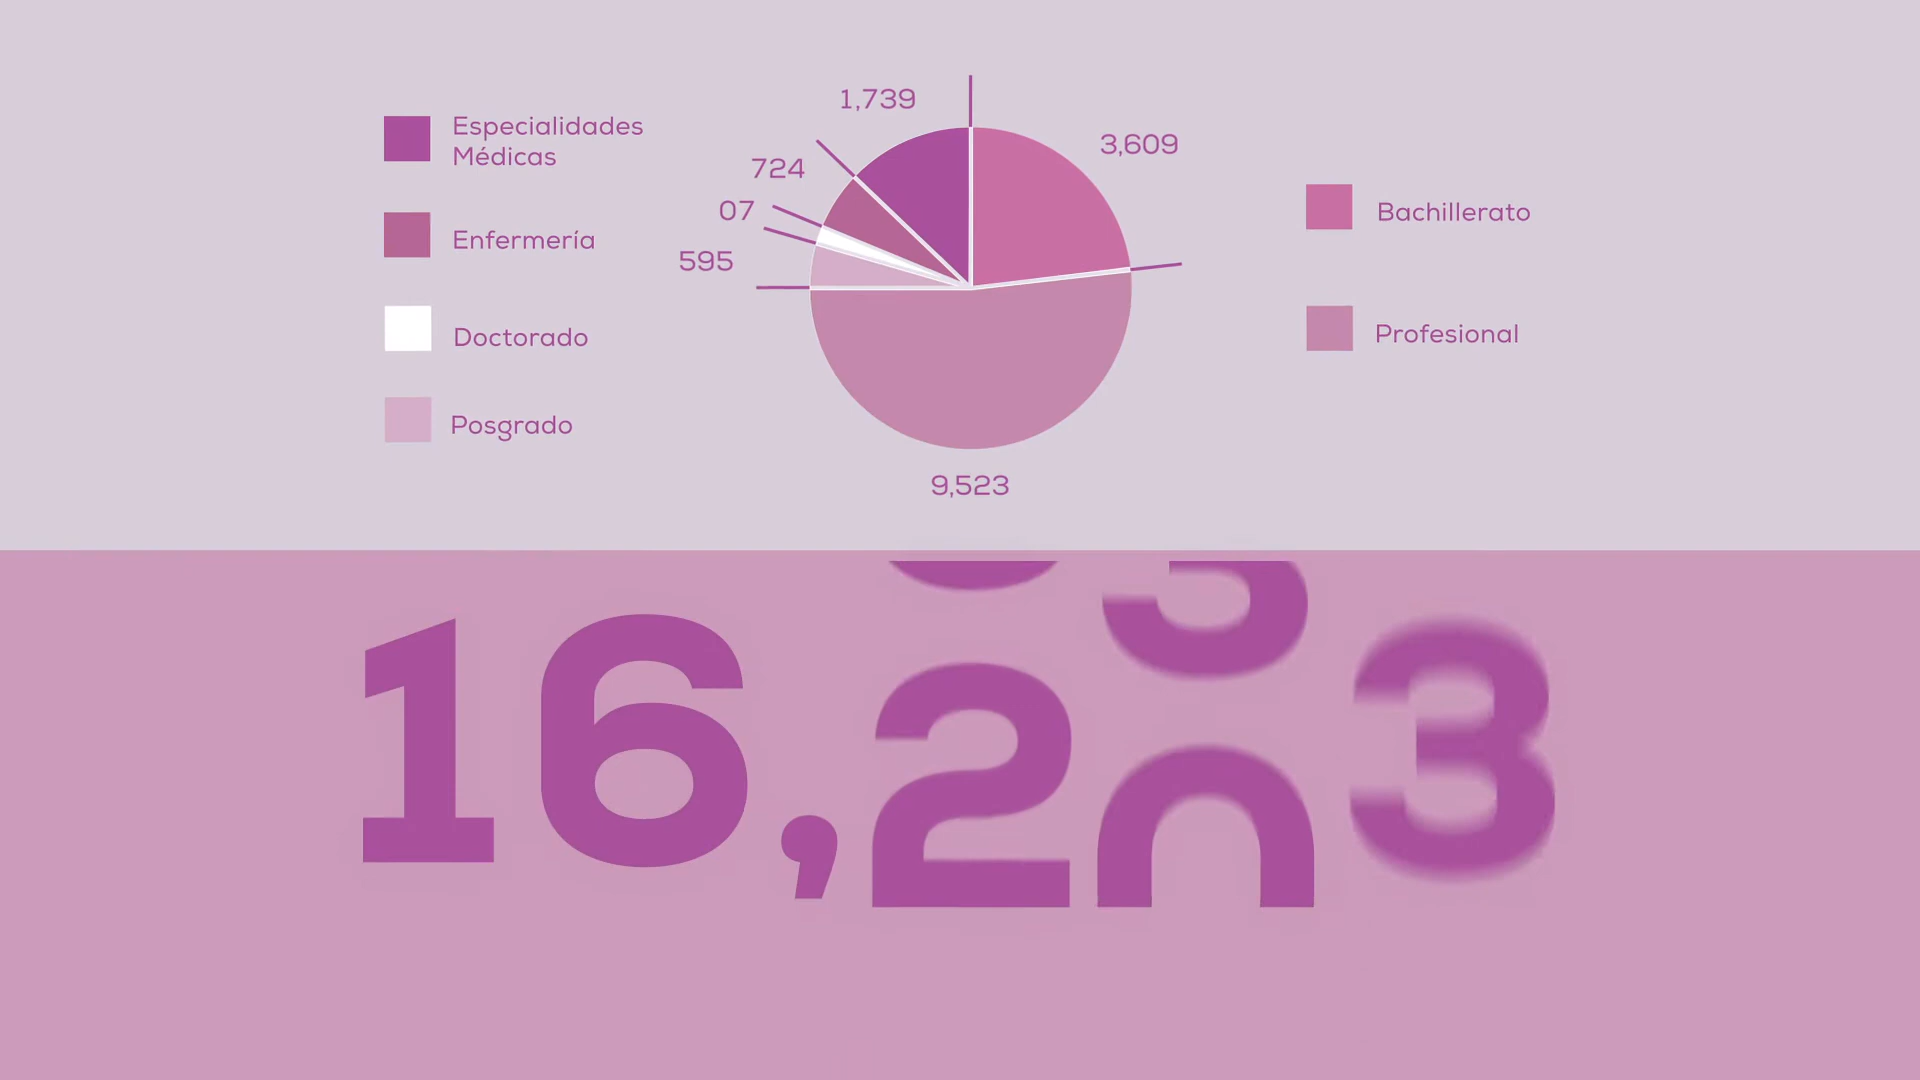 Especialidades
Médicas
Enfermería
Doctorado
Posgrado
1,739
724
07
595
3,609
9,523
Bachillerato
Profesional